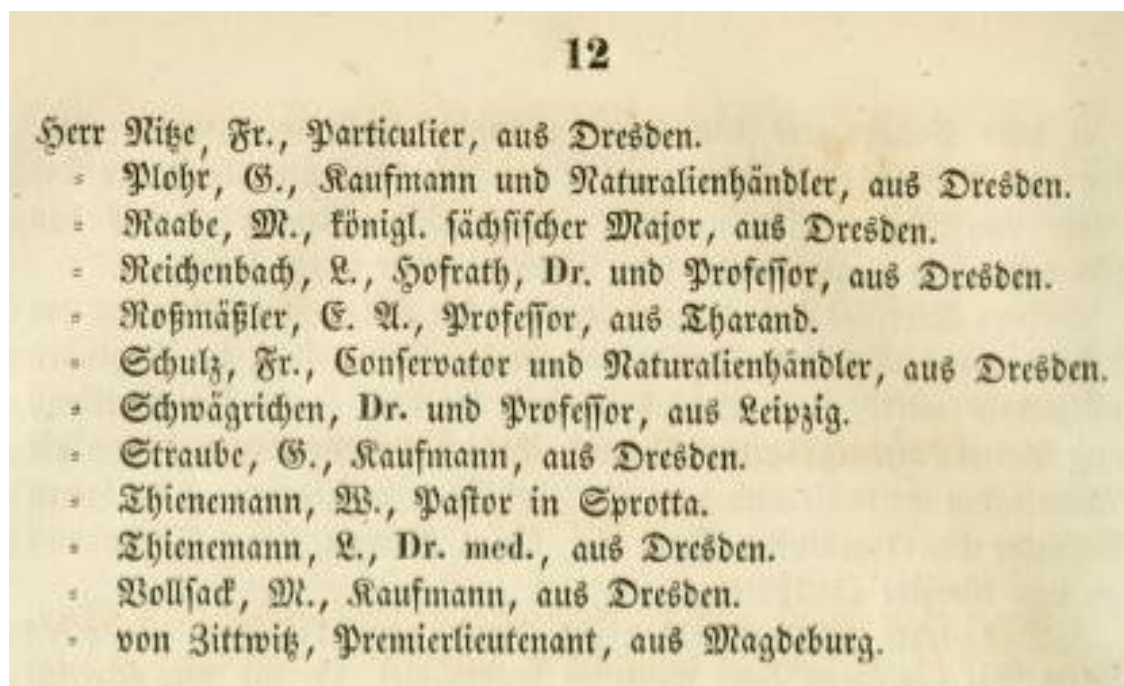 12
Herr Nitze, Fr., Particulier, aus Dresden.
= Plohr, G., Kaufmann und Naturalienhändler, aus Dresden.
= Raabe, M., königl. sächsischer Major, aus Dresden.
= Reichenbach, L., Hofrath, Dr. und Professor, aus Dresden.
= Roßmäßler, E. A., Professor, aus Tharand.
= Schulz, Fr., Conservator und Naturalienhändler, aus Dresden.
= Schwägrichen, Dr. und Professor, aus Leipzig.
= Straube, G., Kaufmann, aus Dresden.
= Thienemann, W., Pastor in Sprotta.
= Thienemann, L., Dr. med., aus Dresden.
= Vollsack, M., Kaufmann, aus Dresden.
= von Zittwitz, Premierlieutenant, aus Magdeburg.